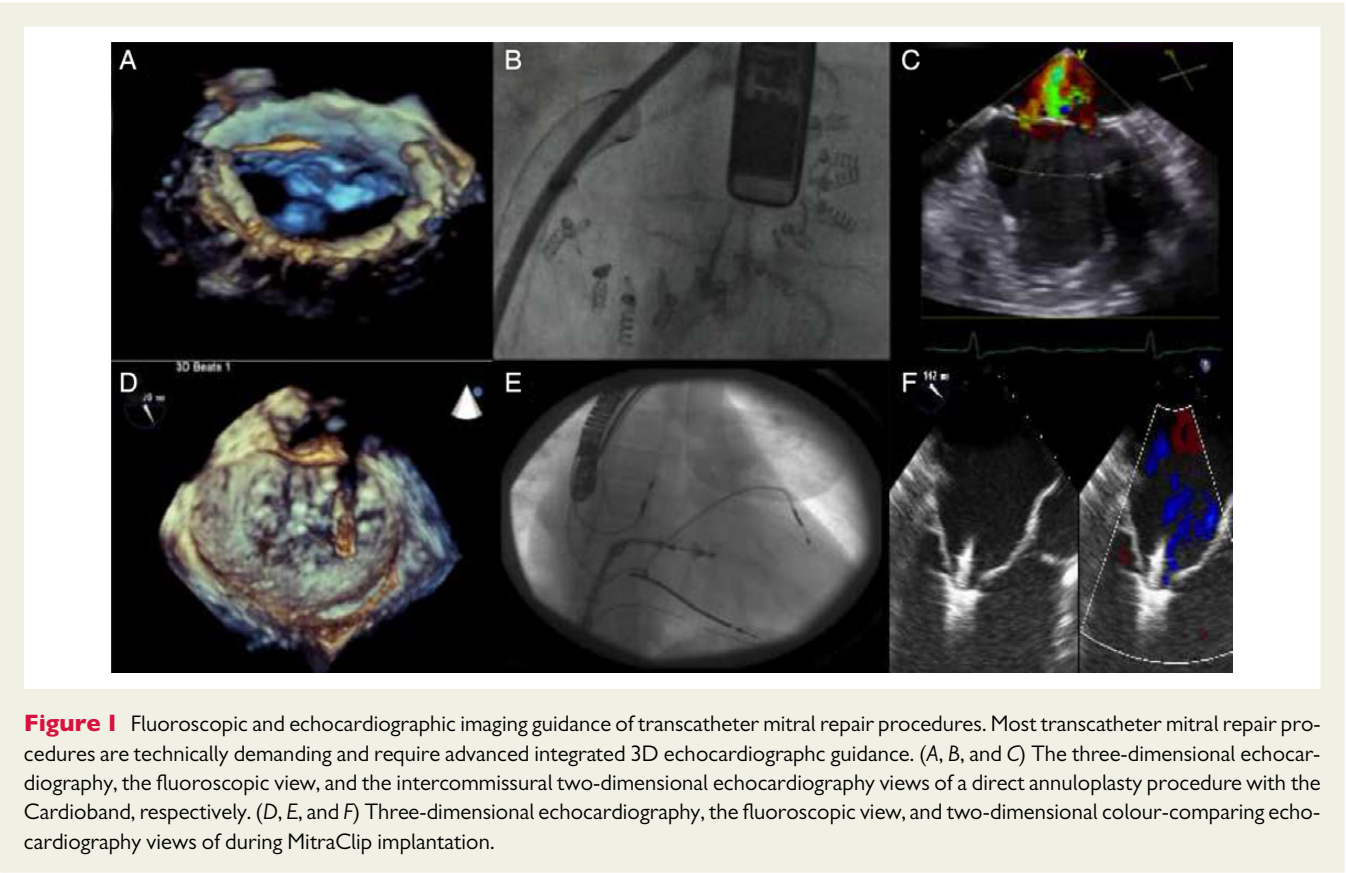 A
B
C
V
3D Beats 1
D
E
F
Figure 1 Fluoroscopic and echocardiographic imaging guidance of transcatheter mitral repair procedures. Most transcatheter mitral repair pro-
cedures are technically demanding and require advanced integrated 3D echocardiographc guidance. (A, B, and C) The three-dimensional echocar-
diography, the fluoroscopic view, and the intercommissural two-dimensional echocardiography views of a direct annuloplasty procedure with the
Cardioband, respectively. (D, E, and F) Three-dimensional echocardiography, the fluoroscopic view, and two-dimensional colour-comparing echo-
cardiography views of during MitraClip implantation.